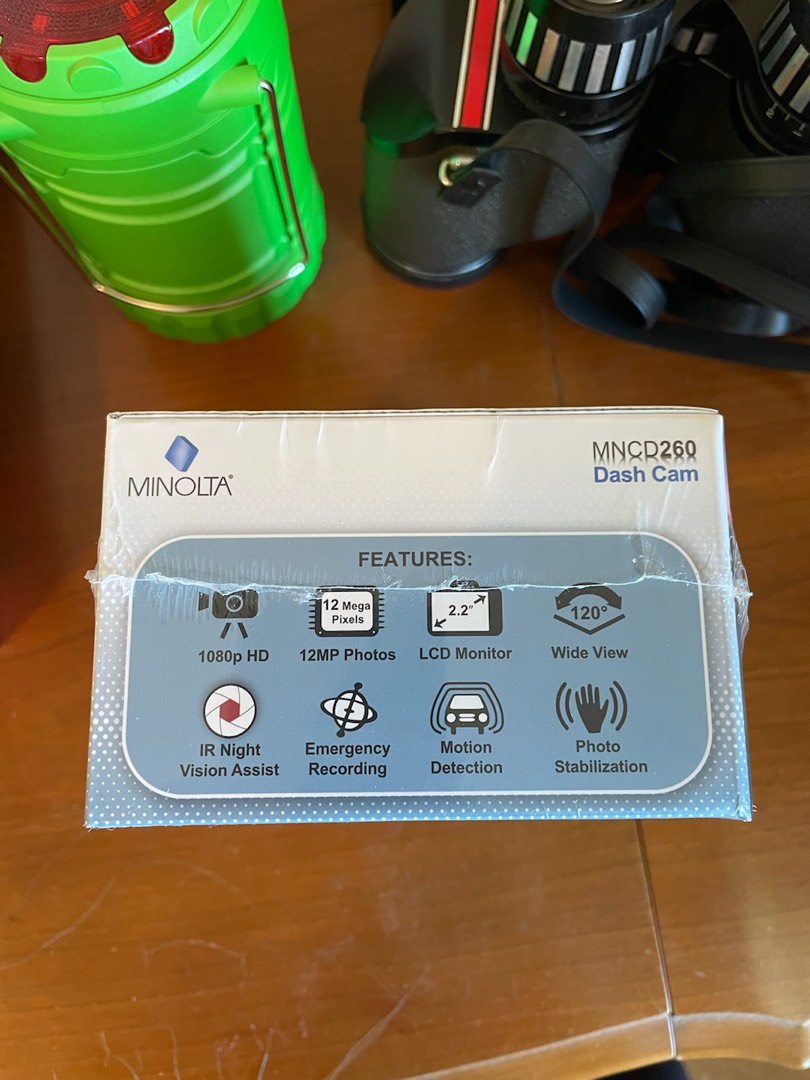 MINOLTA®
MNCD260
Dash Cam
FEATURES:
12 Mega
Pixels
2.2"
120°
1080p HD
12MP Photos
LCD Monitor
Wide View
IR Night
Vision Assist
Emergency
Recording
Motion
Detection
Photo
Stabilization